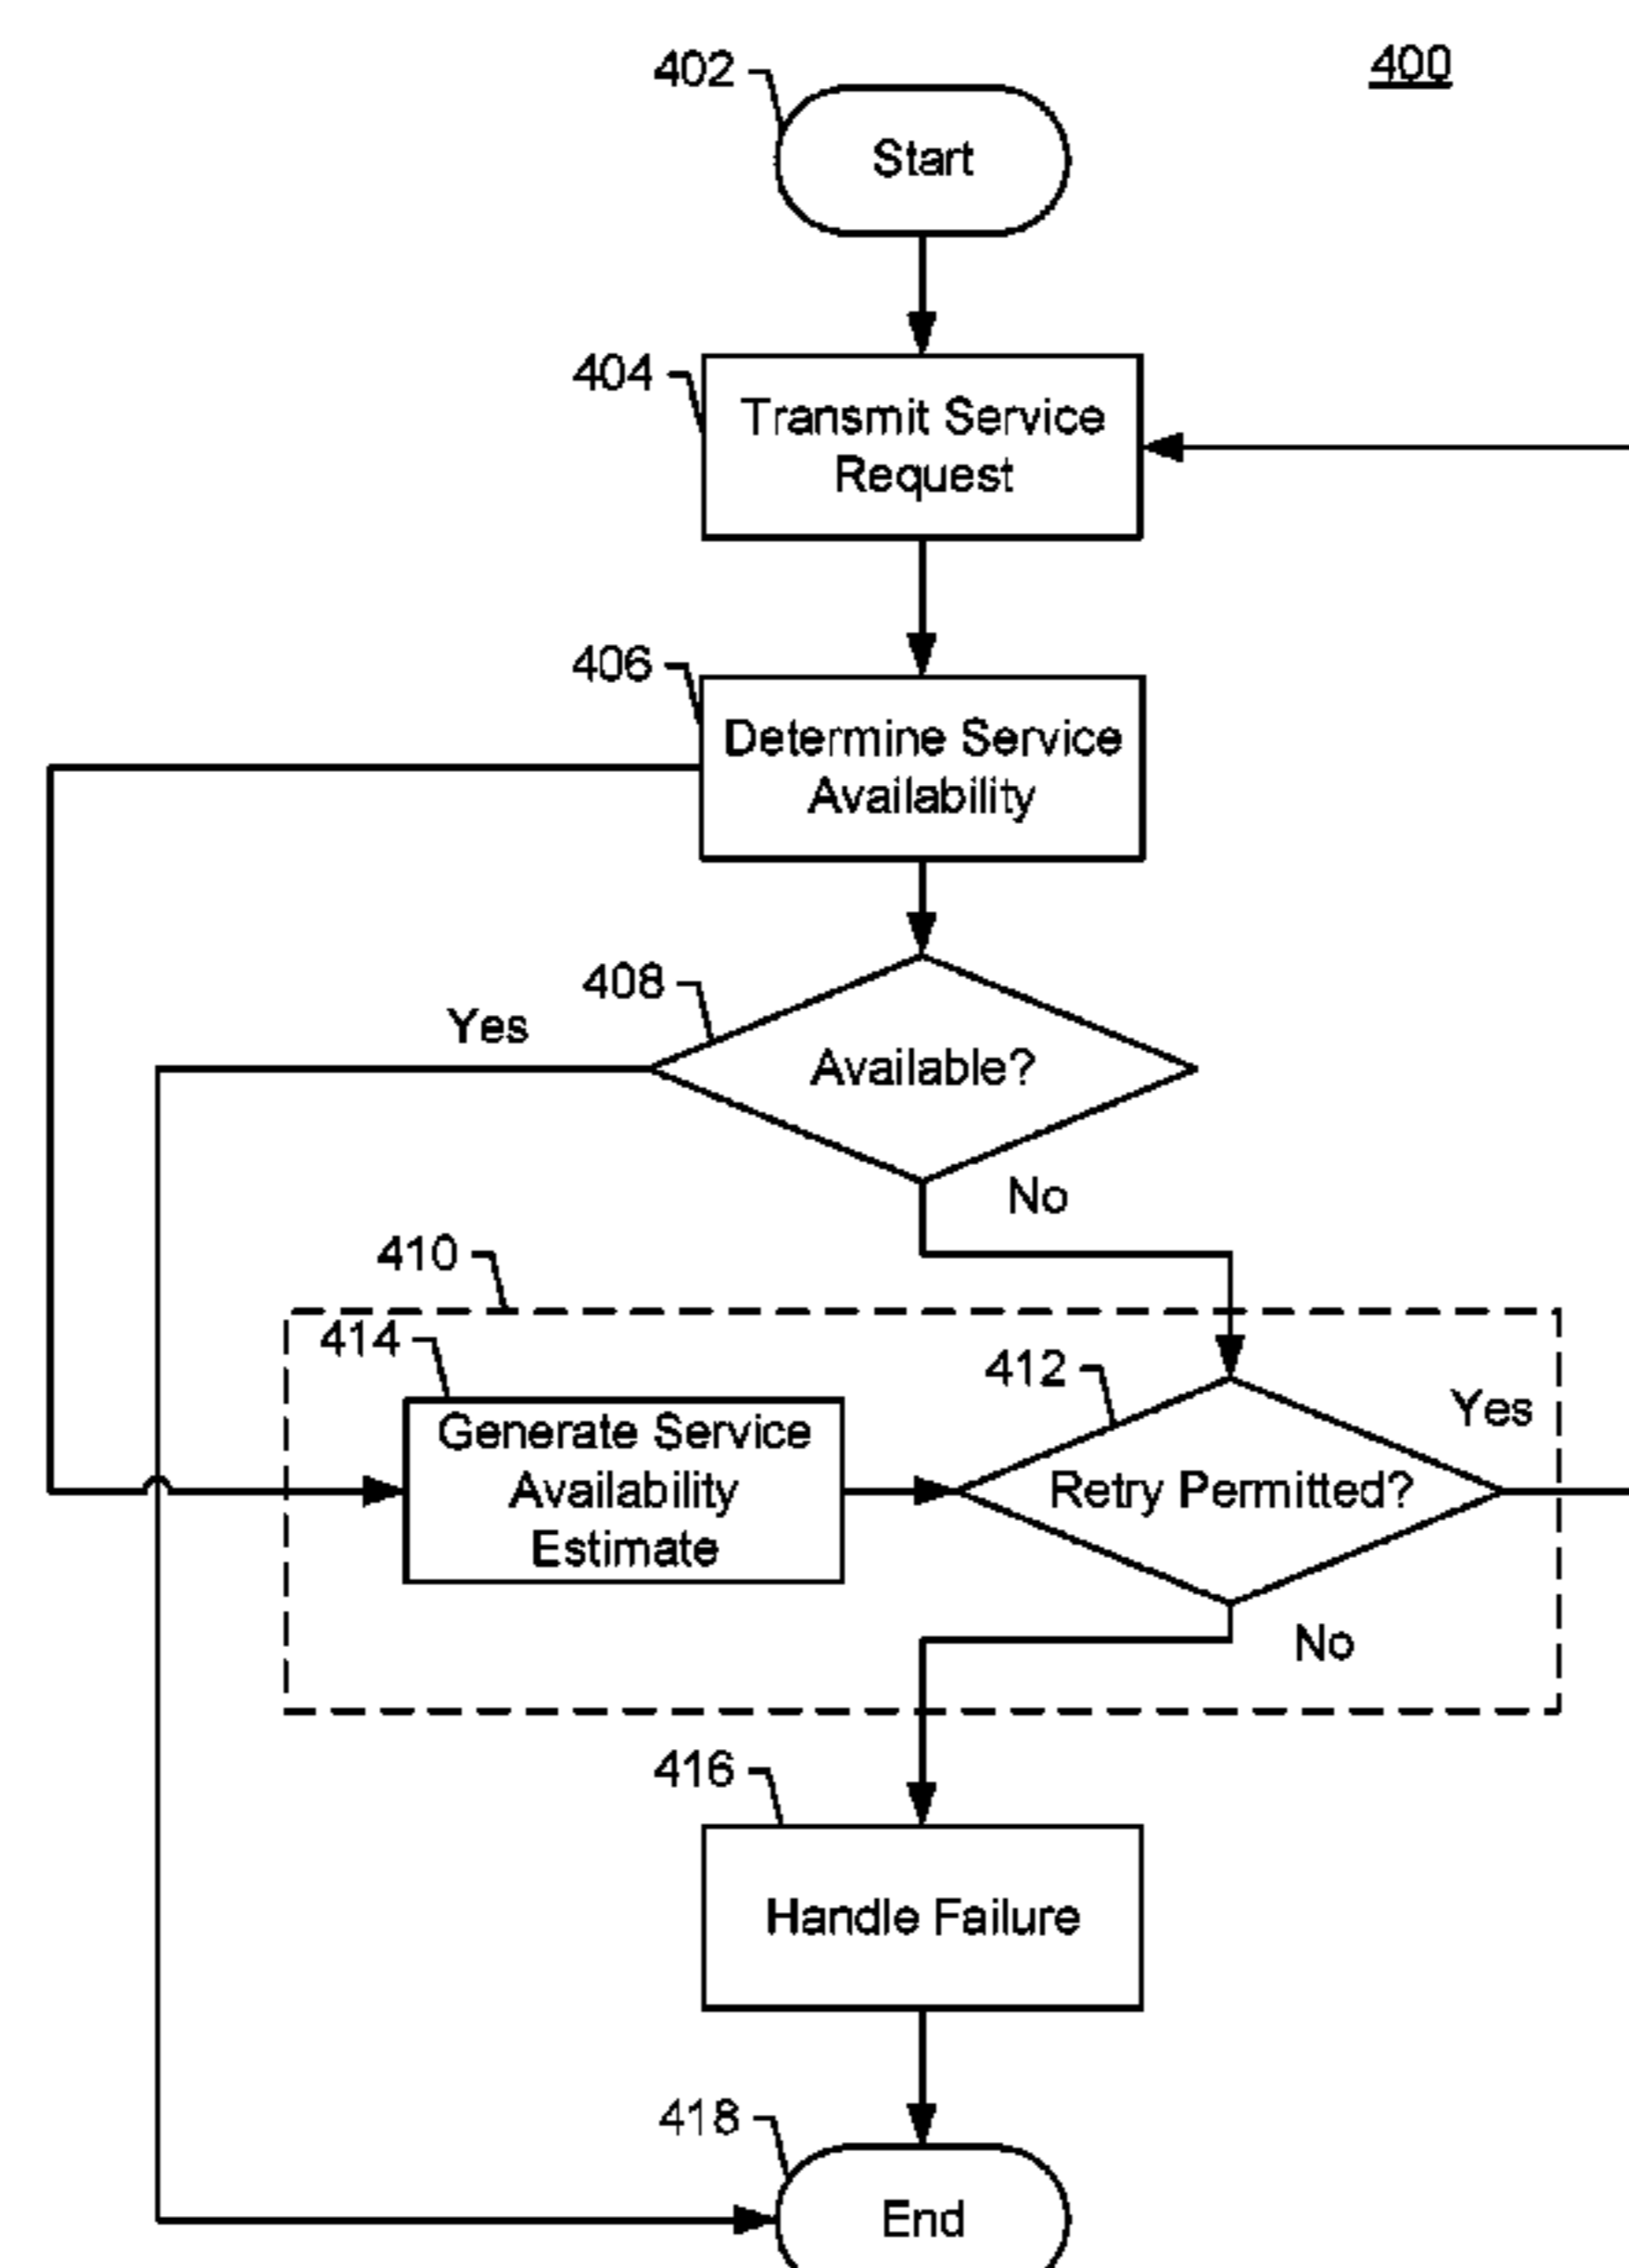 402
400
Start
404
Transmit Service
Request
406
Determine Service
Availability
408
Yes
Available?
No
410
414
412
Yes
Generate Service
Availability
Estimate
Retry Permitted?
No
416
Handle Failure
418
End